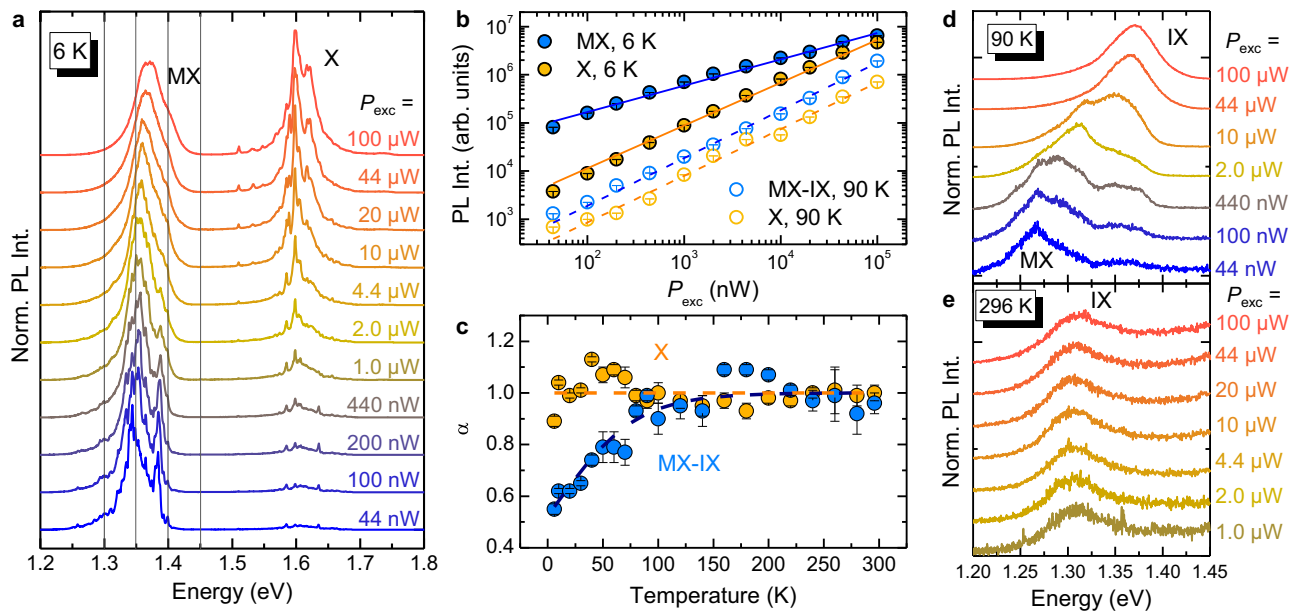 a
6 K
MX
X
P_exc =
100 µW
44 µW
20 µW
10 µW
4.4 µW
2.0 µW
1.0 µW
440 nW
200 nW
100 nW
44 nW
Norm. PL Int.
1.2 1.3 1.4 1.5 1.6 1.7 1.8
Energy (eV)
b
10^7
10^6
10^5
10^4
10^3
PL Int. (arb. units)
MX, 6 K
X, 6 K
MX-IX, 90 K
X, 90 K
10^2 10^3 10^4 10^5
P_exc (nW)
c
1.2
1.0
0.8
0.6
0.4
α
X
MX-IX
0 50 100 150 200 250 300
Temperature (K)
d
90 K
IX
P_exc =
100 µW
44 µW
10 µW
2.0 µW
440 nW
100 nW
44 nW
MX
Norm. PL Int.
e
296 K
IX
P_exc =
100 µW
44 µW
20 µW
10 µW
4.4 µW
2.0 µW
1.0 µW
Norm. PL Int.
1.20 1.25 1.30 1.35 1.40 1.45
Energy (eV)